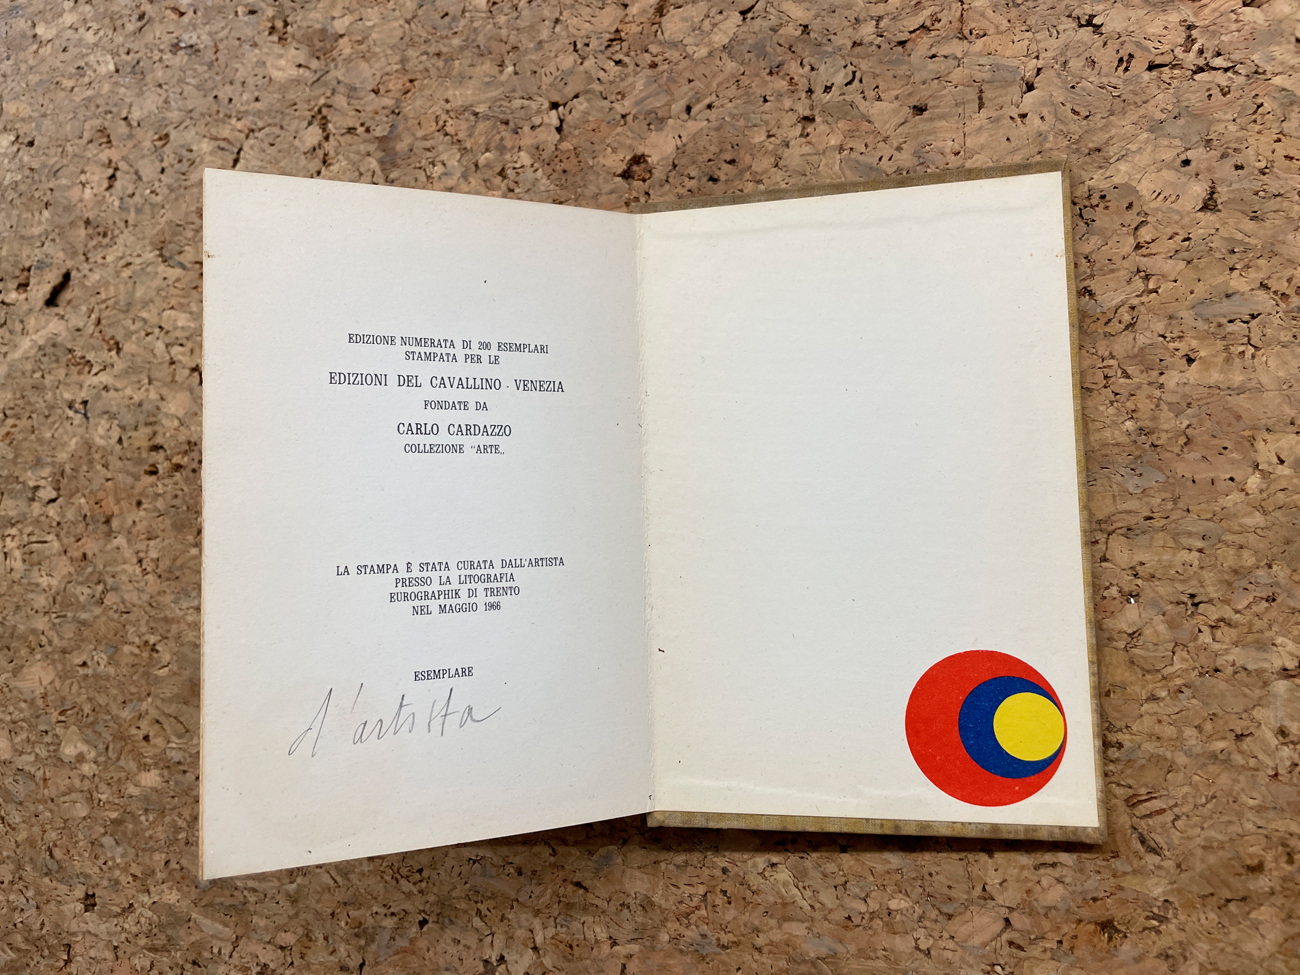 EDIZIONE NUMERATA DI 200 ESEMPLARI
STAMPATA PER LE
EDIZIONI DEL CAVALLINO - VENEZIA
FONDATE DA
CARLO CARDAZZO
COLLEZIONE “ARTE„
LA STAMPA È STATA CURATA DALL'ARTISTA
PRESSO LA LITOGRAFIA
EUROGRAPHIK DI TRENTO
NEL MAGGIO 1966
ESEMPLARE
d'artista